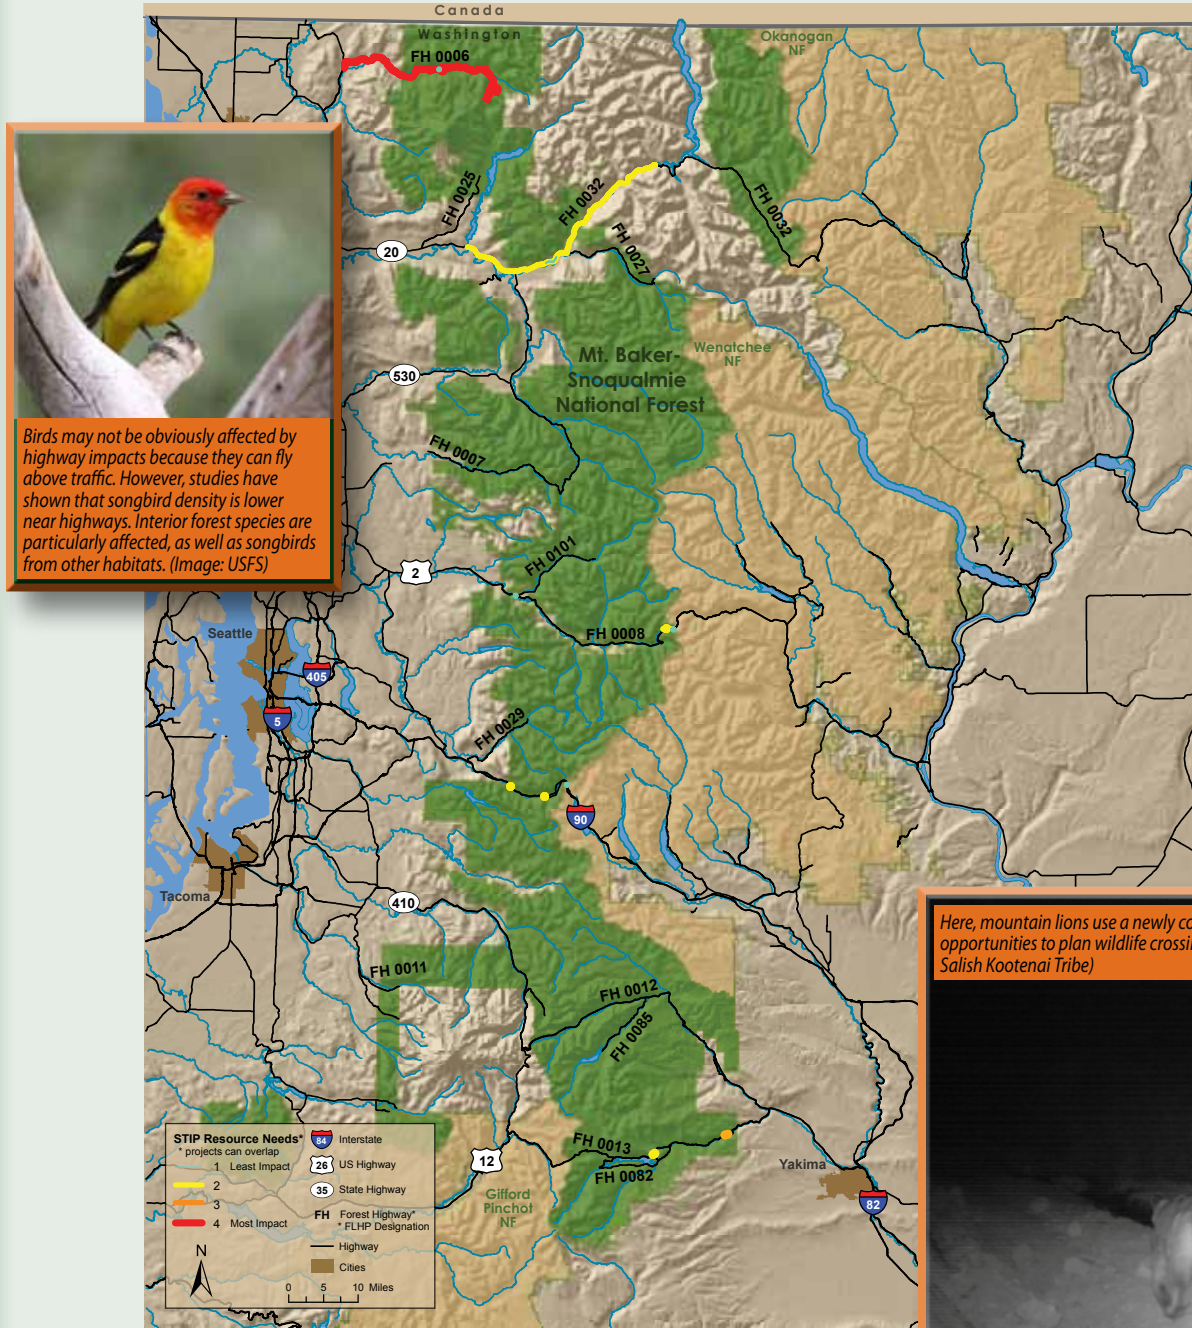 Canada
Washington
Okanogan
NF
FH 0006
FH 0025
FH 0032
FH 0032
FH 0027
20
Birds may not be obviously affected by
highway impacts because they can fly
above traffic. However, studies have
shown that songbird density is lower
near highways. Interior forest species are
particularly affected, as well as songbirds
from other habitats. (Image: USFS)
Mt. Baker-
Snoqualmie
National Forest
Wenatchee
NF
530
FH 0007
FH 0101
2
FH 0008
Seattle
405
5
FH 0029
90
Tacoma
410
Here, mountain lions use a newly
opportunities to plan wildlife
Salish Kootenai Tribe)
FH 0011
FH 0012
FH 0085
FH 0013
FH 0082
12
Yakima
82
Gifford
Pinchot
NF
STIP Resource Needs*
* projects can overlap
1 Least Impact
2
3
4 Most Impact
N
84 Interstate
26 US Highway
35 State Highway
FH Forest Highway*
* FLHP Designation
Highway
Cities
0 5 10 Miles